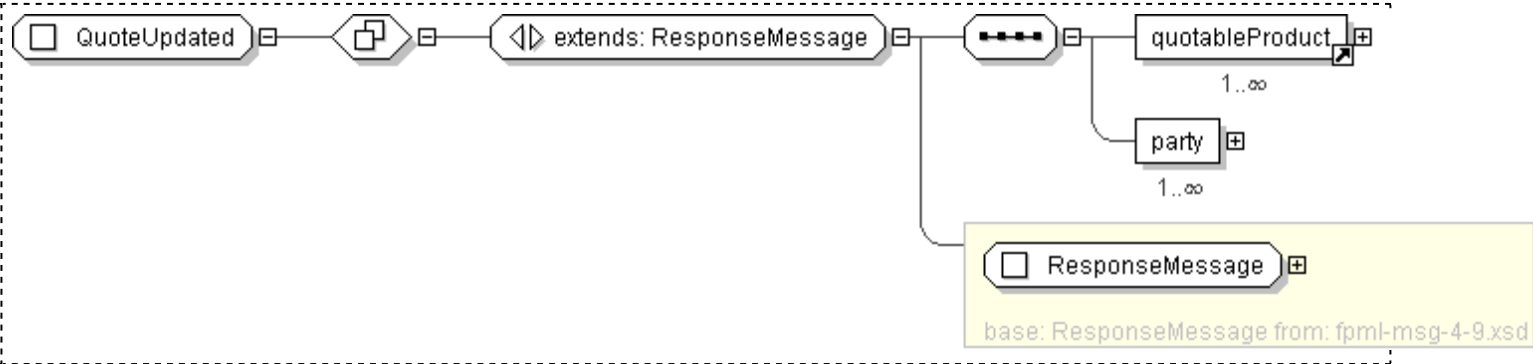 QuoteUpdated
extends: ResponseMessage
quotableProduct
1..∞
party
1..∞
ResponseMessage
base: ResponseMessage from: fpml-msg-4-9.xsd